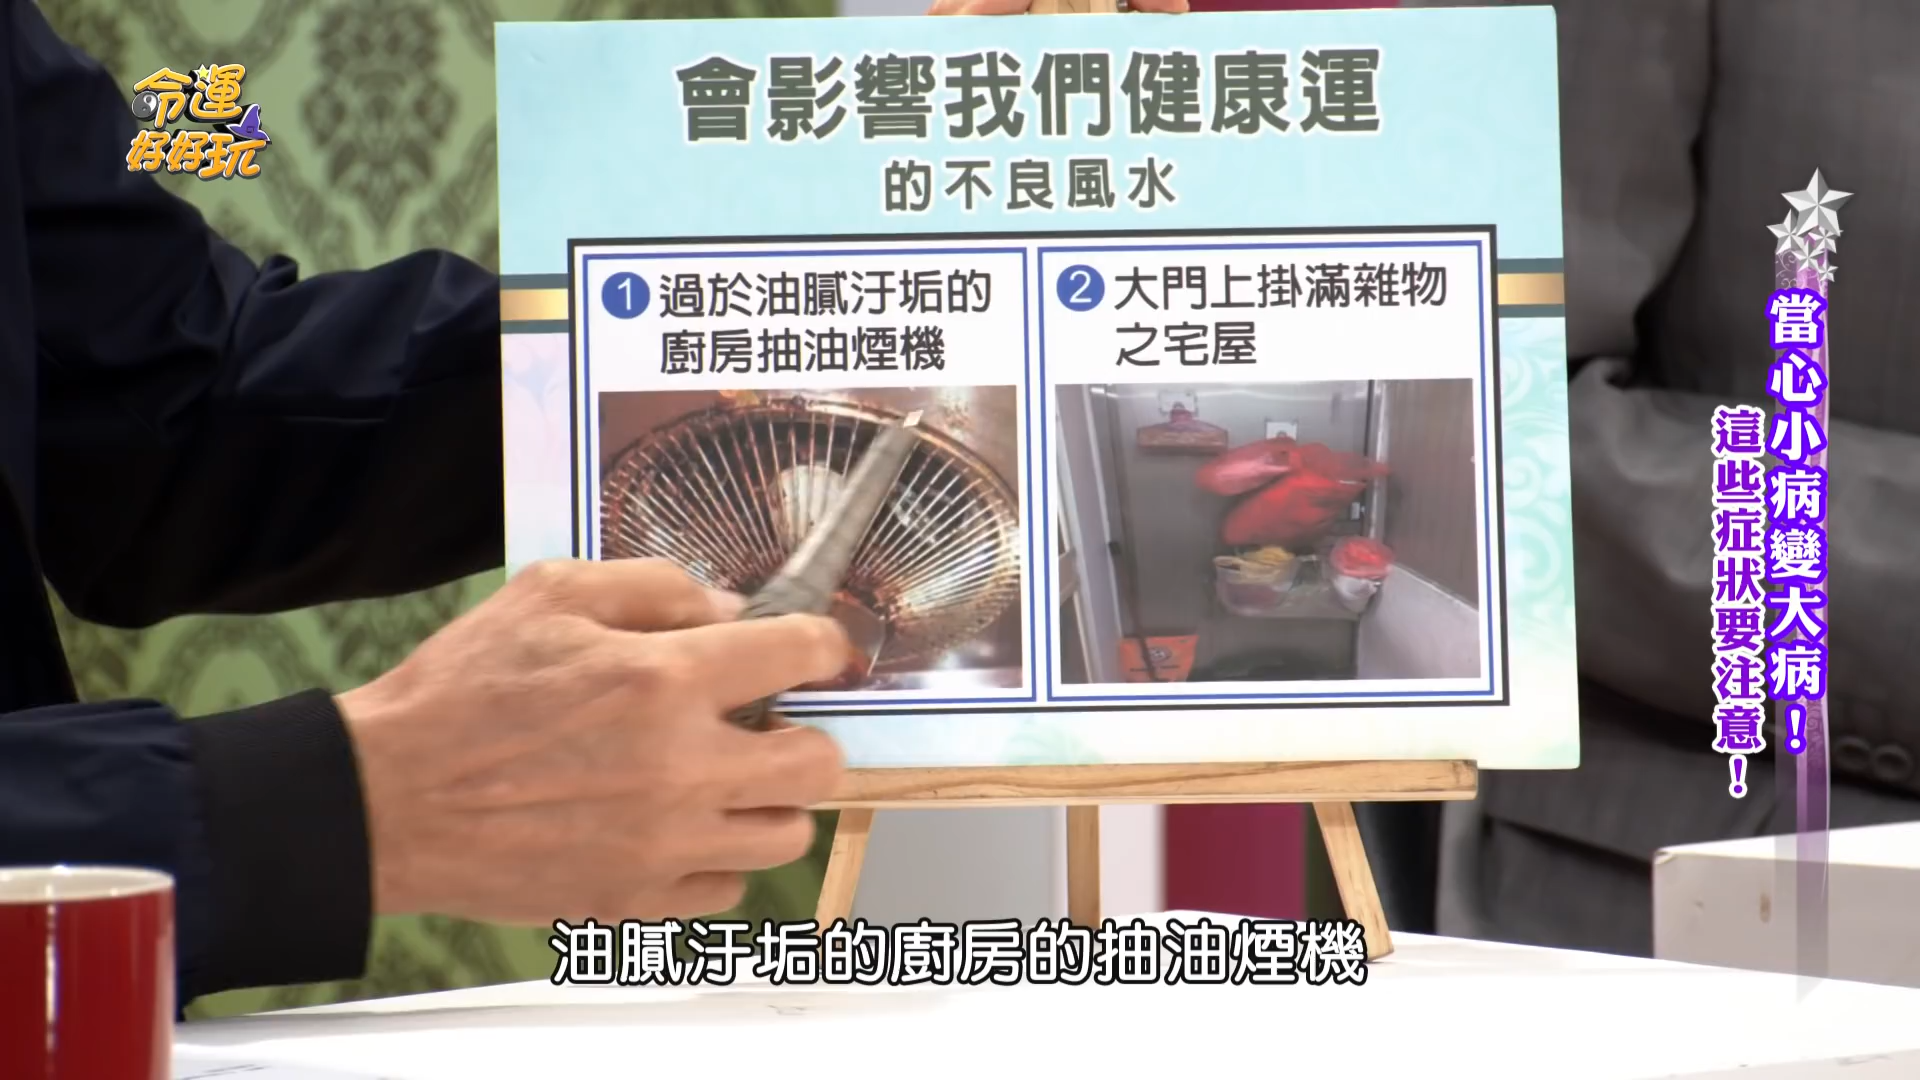 命運
好好玩
會影響我們健康運
的不良風水
1 過於油膩汙垢的
廚房抽油煙機
2 大門上掛滿雜物
之宅屋
當心小病變大病！
這些症狀要注意！
油膩汙垢的廚房的抽油煙機